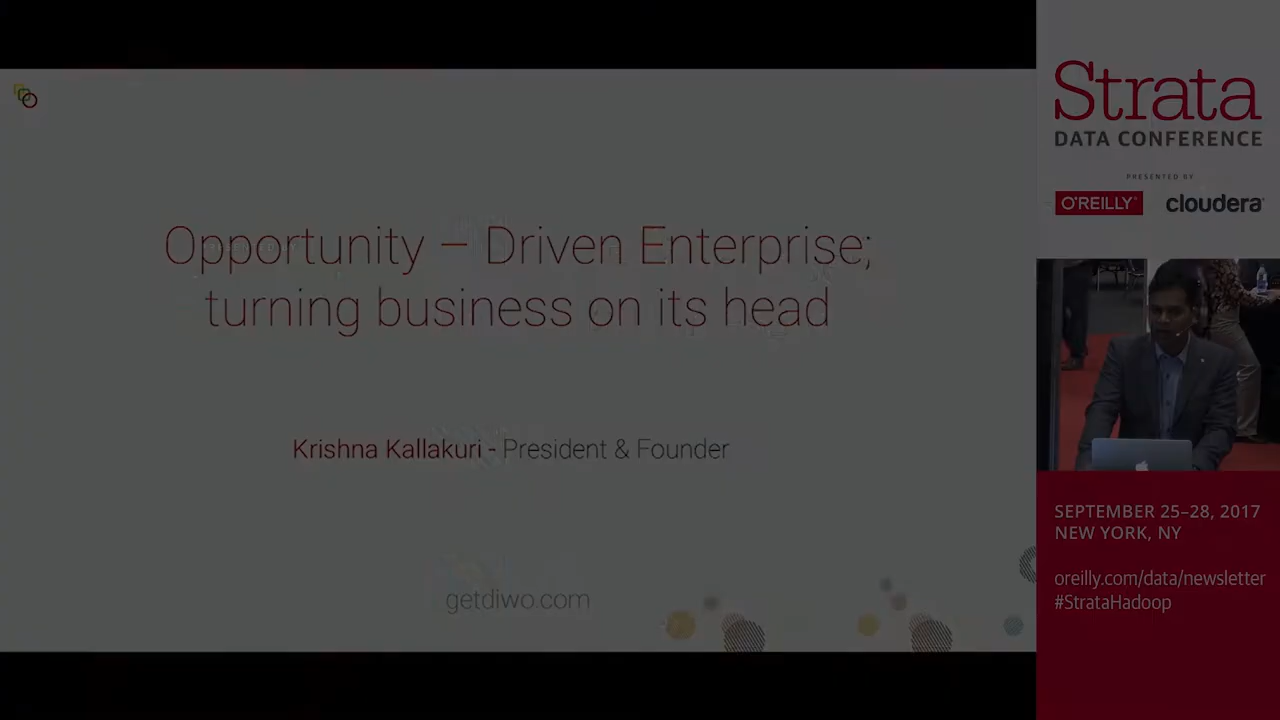 Opportunity – Driven Enterprise;
turning business on its head
Krishna Kallakuri - President & Founder
getdiwo.com
Strata
DATA CONFERENCE
PRESENTED BY
O'REILLY®
cloudera
SEPTEMBER 25–28, 2017
NEW YORK, NY
oreilly.com/data/newsletter
#StrataHadoop